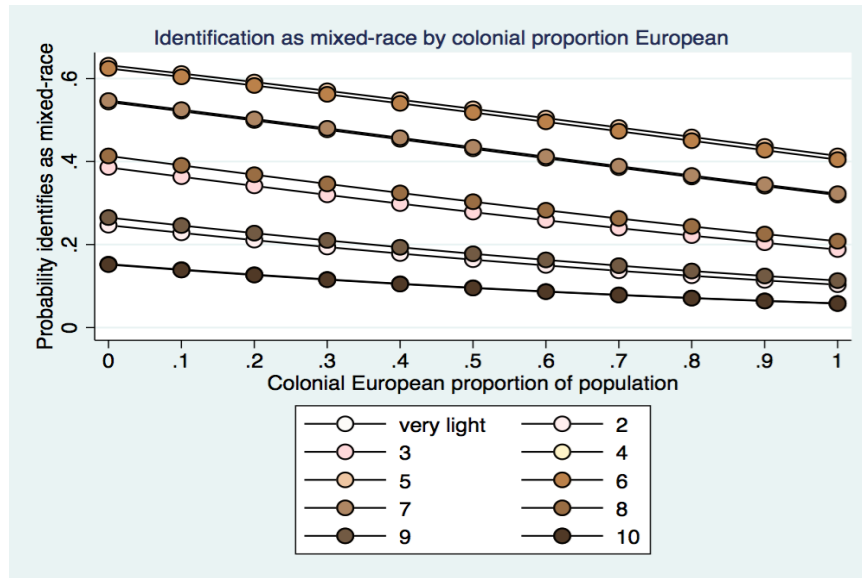 Identification as mixed-race by colonial proportion European
Probability identifies as mixed-race
.6
.4
.2
0
0 .1 .2 .3 .4 .5 .6 .7 .8 .9 1
Colonial European proportion of population
very light 2
3 4
5 6
7 8
9 10